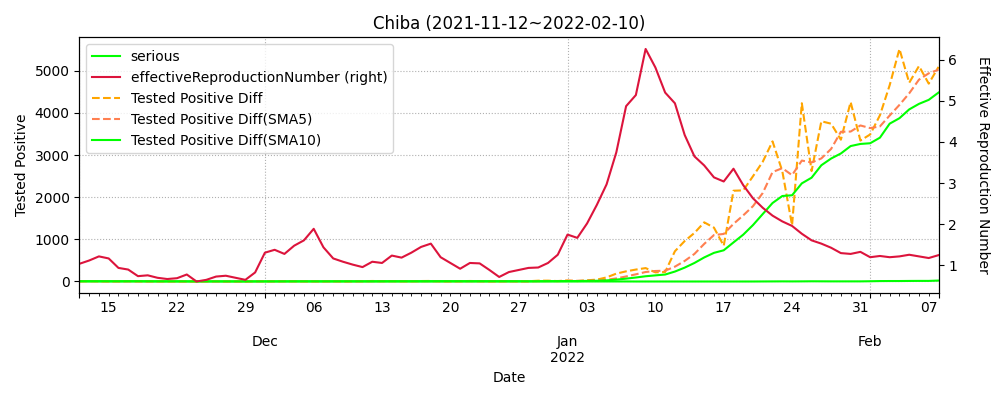 Chiba (2021-11-12~2022-02-10)
serious
effectiveReproductionNumber (right)
Tested Positive Diff
Tested Positive Diff(SMA5)
Tested Positive Diff(SMA10)
Tested Positive
5000
4000
3000
2000
1000
0
6
5
4
3
2
1
Effective Reproduction Number
15 22 29 06 13 20 27 03 10 17 24 31 07
Dec Jan Feb
2022
Date